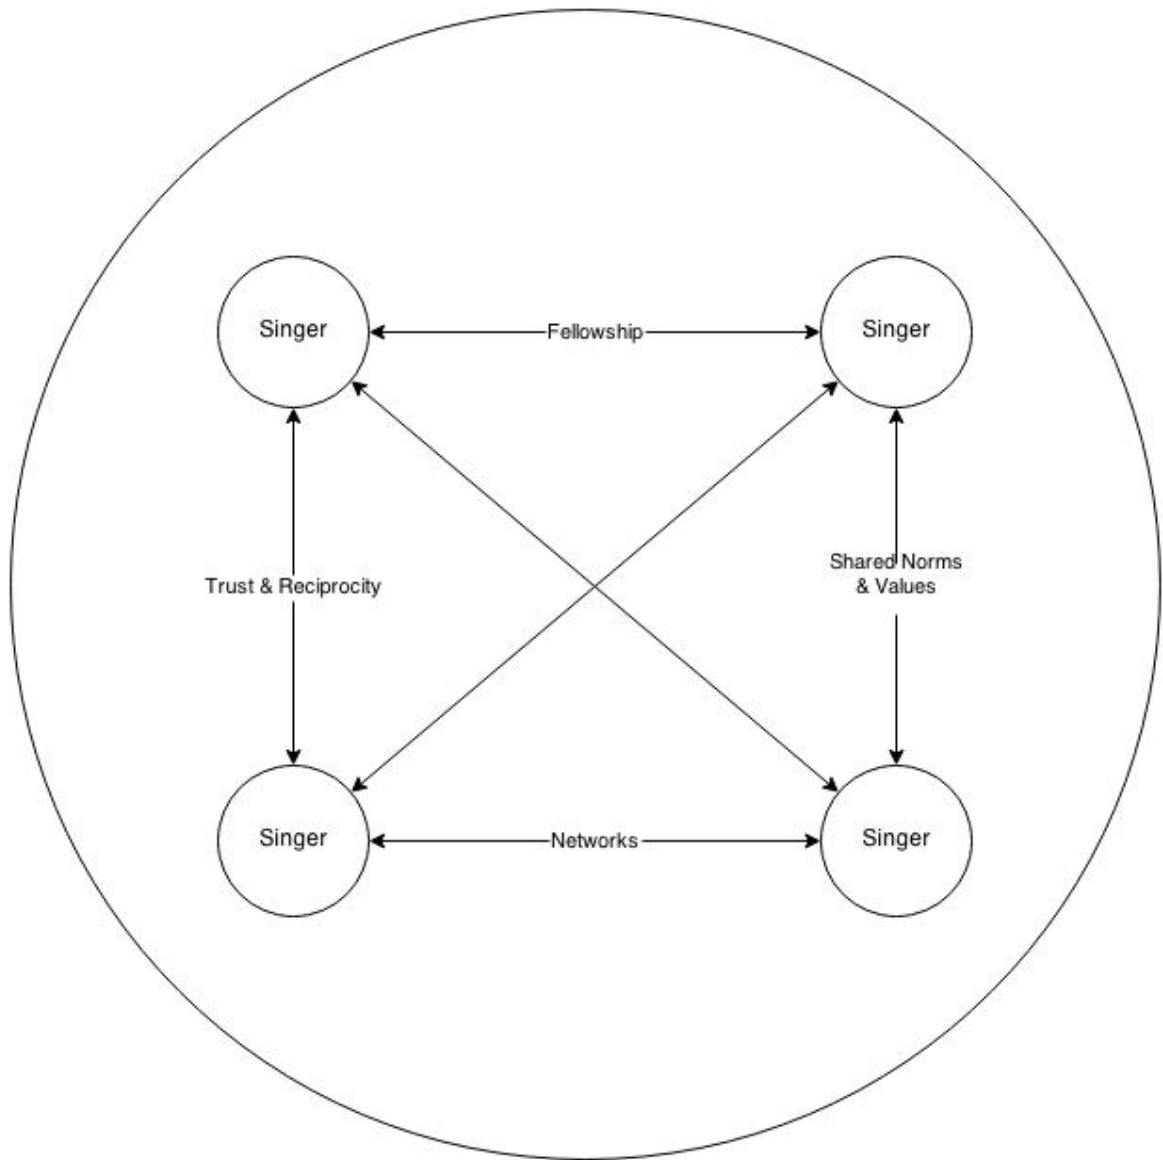 Singer
Fellowship
Singer
Trust & Reciprocity
Shared Norms
& Values
Singer
Networks
Singer